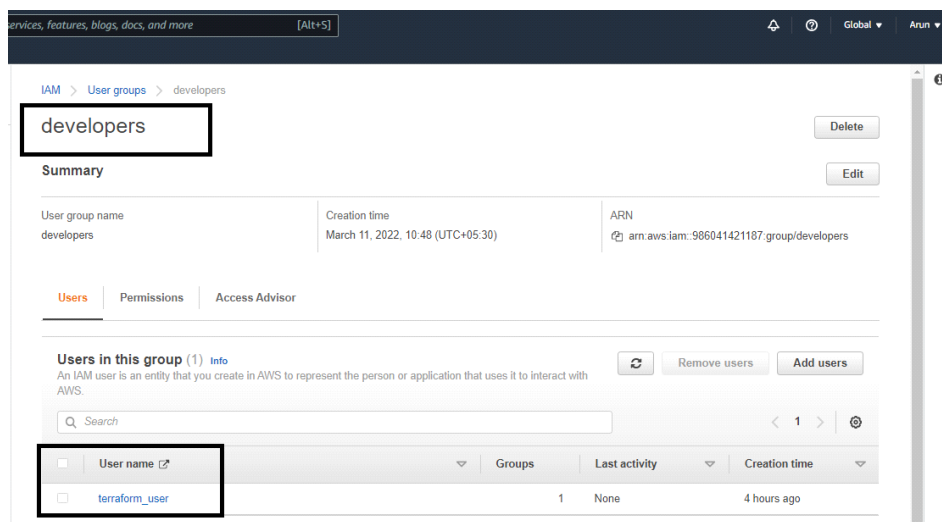 services, features, blogs, docs, and more [Alt+S] Global Arun
IAM > User groups > developers
developers Delete
Summary Edit
User group name Creation time ARN
developers March 11, 2022, 10:48 (UTC+05:30) arn:aws:iam::986041421187:group/developers
Users Permissions Access Advisor
Users in this group (1) Info Remove users Add users
An IAM user is an entity that you create in AWS to represent the person or application that uses it to interact with
AWS.
Search < 1 >
User name Groups Last activity Creation time
terraform_user 1 None 4 hours ago